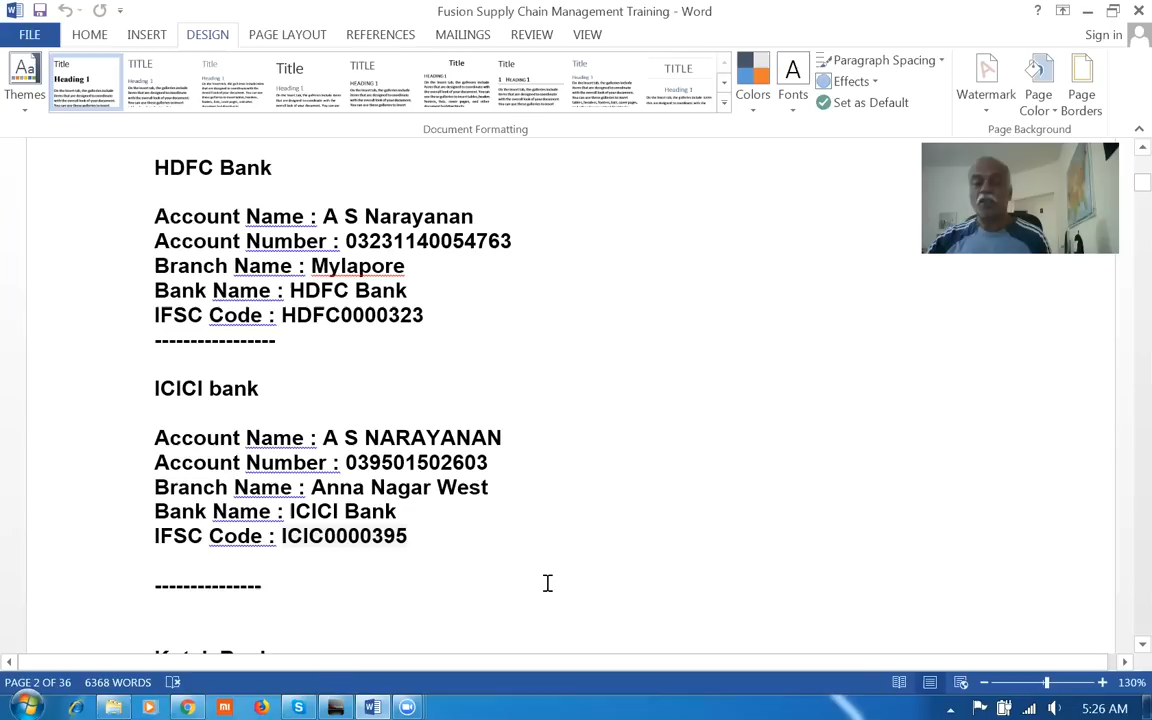 Fusion Supply Chain Management Training - Word
FILE HOME INSERT DESIGN PAGE LAYOUT REFERENCES MAILINGS REVIEW VIEW Sign in
Themes
Colors
Fonts
Paragraph Spacing
Effects
Set as Default
Watermark
Page Color
Page Borders
Document Formatting
Page Background
HDFC Bank
Account Name : A S Narayanan
Account Number : 03231140054763
Branch Name : Mylapore
Bank Name : HDFC Bank
IFSC Code : HDFC0000323
-----------------
ICICI bank
Account Name : A S NARAYANAN
Account Number : 039501502603
Branch Name : Anna Nagar West
Bank Name : ICICI Bank
IFSC Code : ICIC0000395
---------------
PAGE 2 OF 36 6368 WORDS 130%
5:26 AM